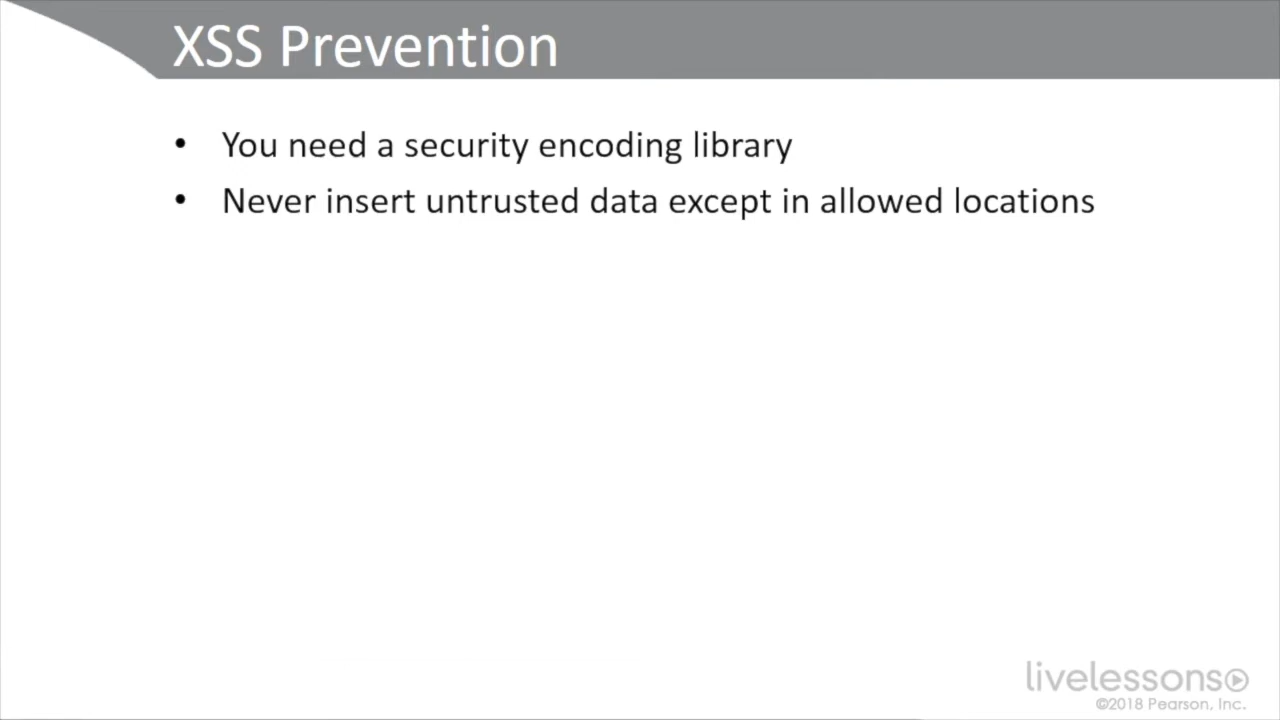 XSS Prevention
• You need a security encoding library
• Never insert untrusted data except in allowed locations
livelessons
©2018 Pearson, Inc.